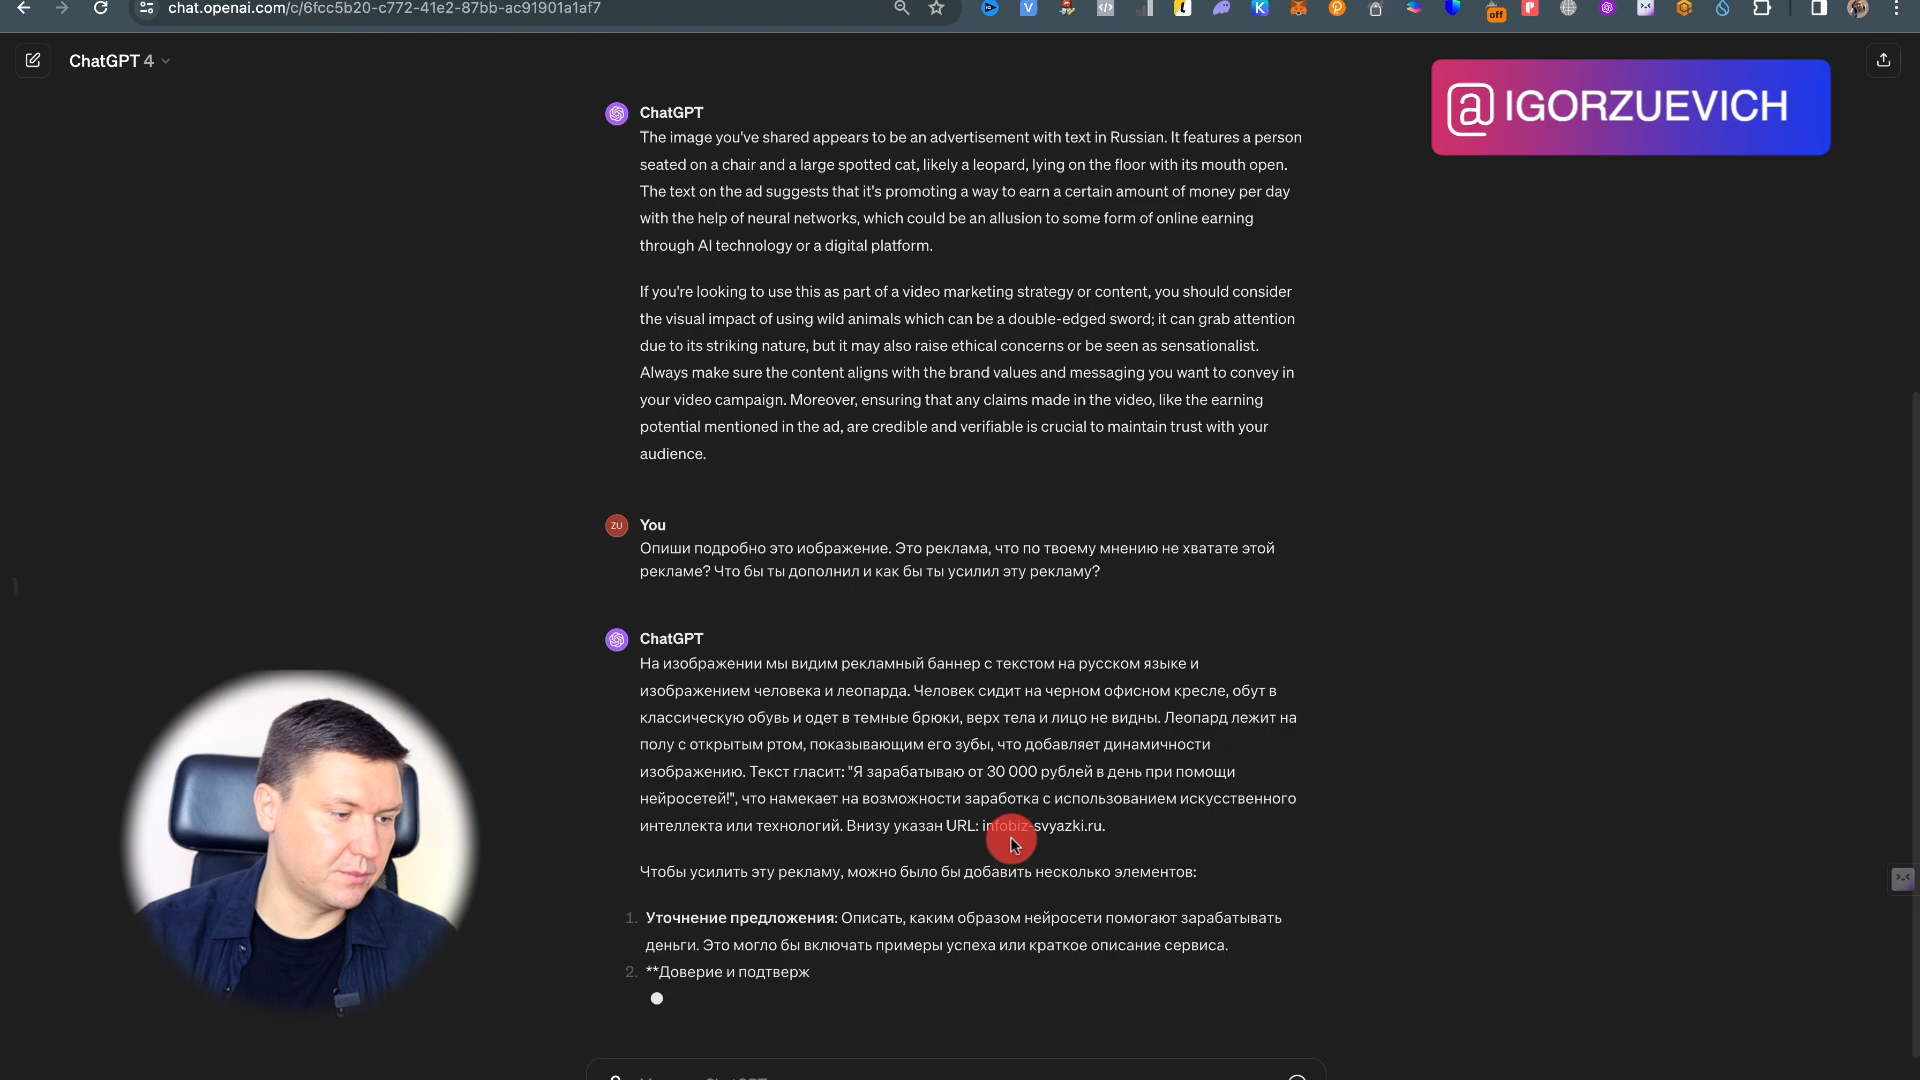 chat.openai.com/c/6fcc5b20-c772-41e2-87bb-ac91901a1af7
off
ChatGPT 4
@IGORZUEVICH
ChatGPT
The image you've shared appears to be an advertisement with text in Russian. It features a person
seated on a chair and a large spotted cat, likely a leopard, lying on the floor with its mouth open.
The text on the ad suggests that it's promoting a way to earn a certain amount of money per day
with the help of neural networks, which could be an allusion to some form of online earning
through AI technology or a digital platform.
If you're looking to use this as part of a video marketing strategy or content, you should consider
the visual impact of using wild animals which can be a double-edged sword; it can grab attention
due to its striking nature, but it may also raise ethical concerns or be seen as sensationalist.
Always make sure the content aligns with the brand values and messaging you want to convey in
your video campaign. Moreover, ensuring that any claims made in the video, like the earning
potential mentioned in the ad, are credible and verifiable is crucial to maintain trust with your
audience.
ZU
You
Опиши подробно это иображение. Это реклама, что по твоему мнению не хватате этой
рекламе? Что бы ты дополнил и как бы ты усилил эту рекламу?
ChatGPT
На изображении мы видим рекламный баннер с текстом на русском языке и
изображением человека и леопарда. Человек сидит на черном офисном кресле, обут в
классическую обувь и одет в темные брюки, верх тела и лицо не видны. Леопард лежит на
полу с открытым ртом, показывающим его зубы, что добавляет динамичности
изображению. Текст гласит: "Я зарабатываю от 30 000 рублей в день при помощи
нейросетей!", что намекает на возможности заработка с использованием искусственного
интеллекта или технологий. Внизу указан URL: infobiz-svyazki.ru.
Чтобы усилить эту рекламу, можно было бы добавить несколько элементов:
1. Уточнение предложения: Описать, каким образом нейросети помогают зарабатывать
деньги. Это могло бы включать примеры успеха или краткое описание сервиса.
2. **Доверие и подтверж